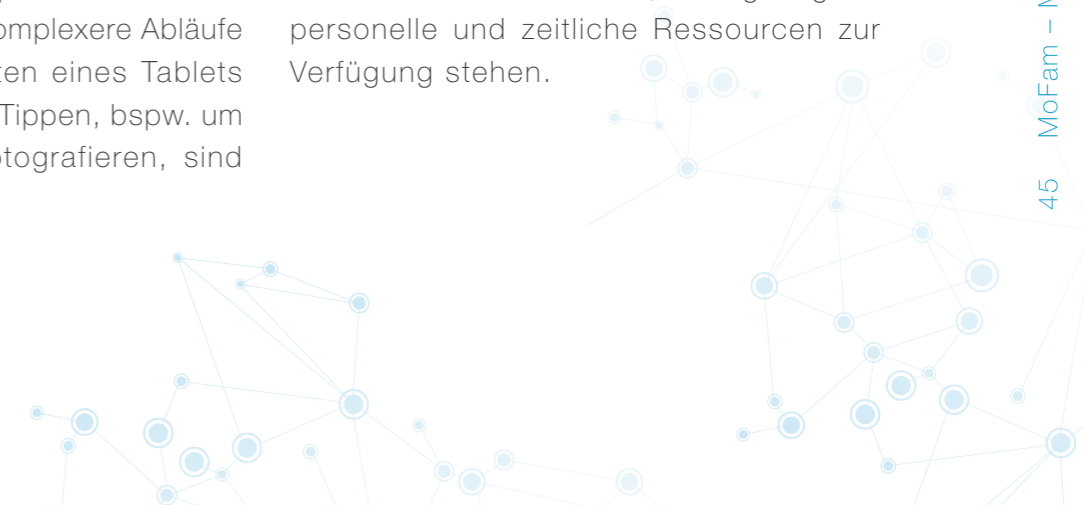 omplexere Abläufe
ten eines Tablets
Tippen, bspw. um
otografieren, sind
personelle und zeitliche Ressourcen zur
Verfügung stehen.
45 MoFam – M